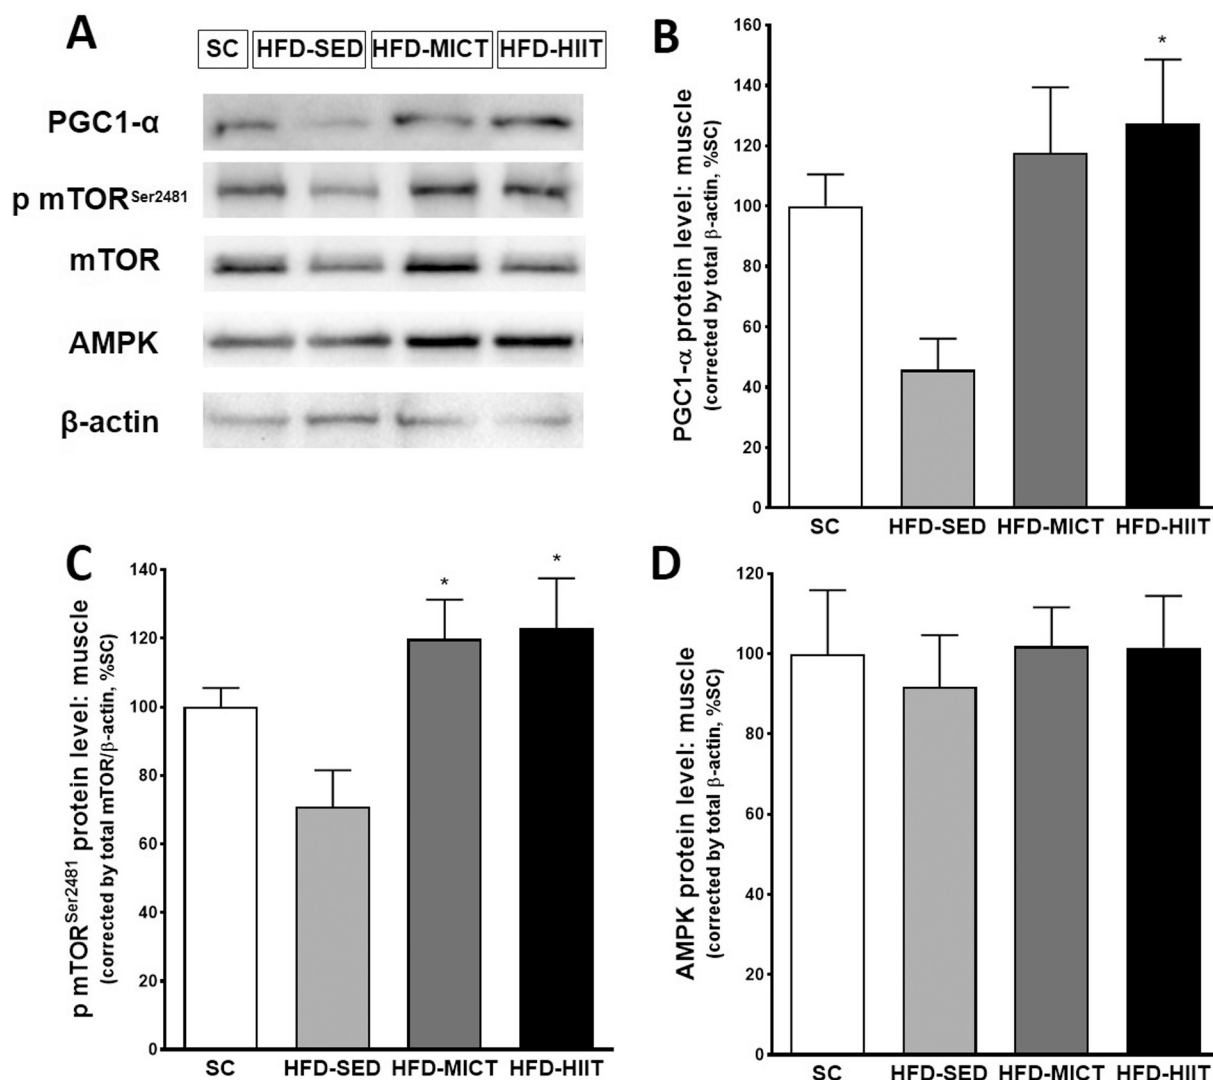 A
SC HFD-SED HFD-MICT HFD-HIIT
PGC1-α
p mTORSer2481
mTOR
AMPK
β-actin
B
PGC1-α protein level: muscle
(corrected by total β-actin, %SC)
160
140
120
100
80
60
40
20
0
*
SC HFD-SED HFD-MICT HFD-HIIT
C
p mTORSer2481 protein level: muscle
(corrected by total mTOR/β-actin, %SC)
140
120
100
80
60
40
20
0
* *
SC HFD-SED HFD-MICT HFD-HIIT
D
AMPK protein level: muscle
(corrected by total β-actin, %SC)
120
100
80
60
40
20
0
SC HFD-SED HFD-MICT HFD-HIIT